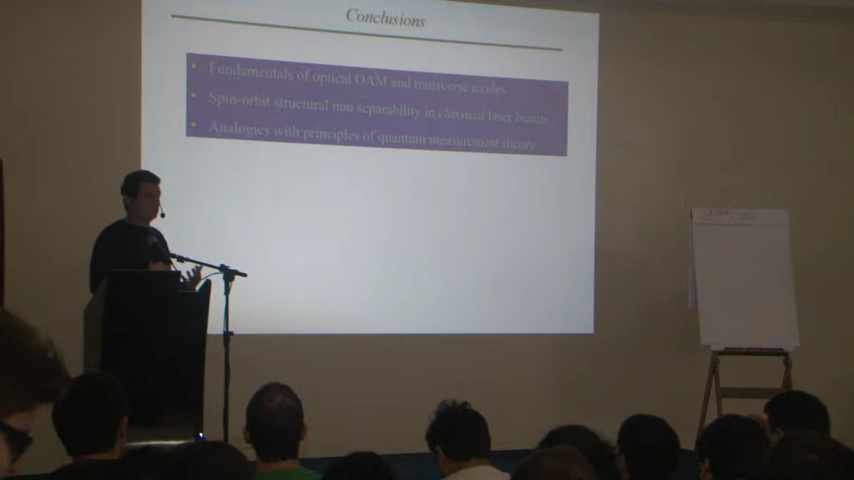 Conclusions
• Fundamentals of optical OAM and transverse modes
• Spin-orbit structural non separability in classical laser beams
• Analogies with principles of quantum measurement theory